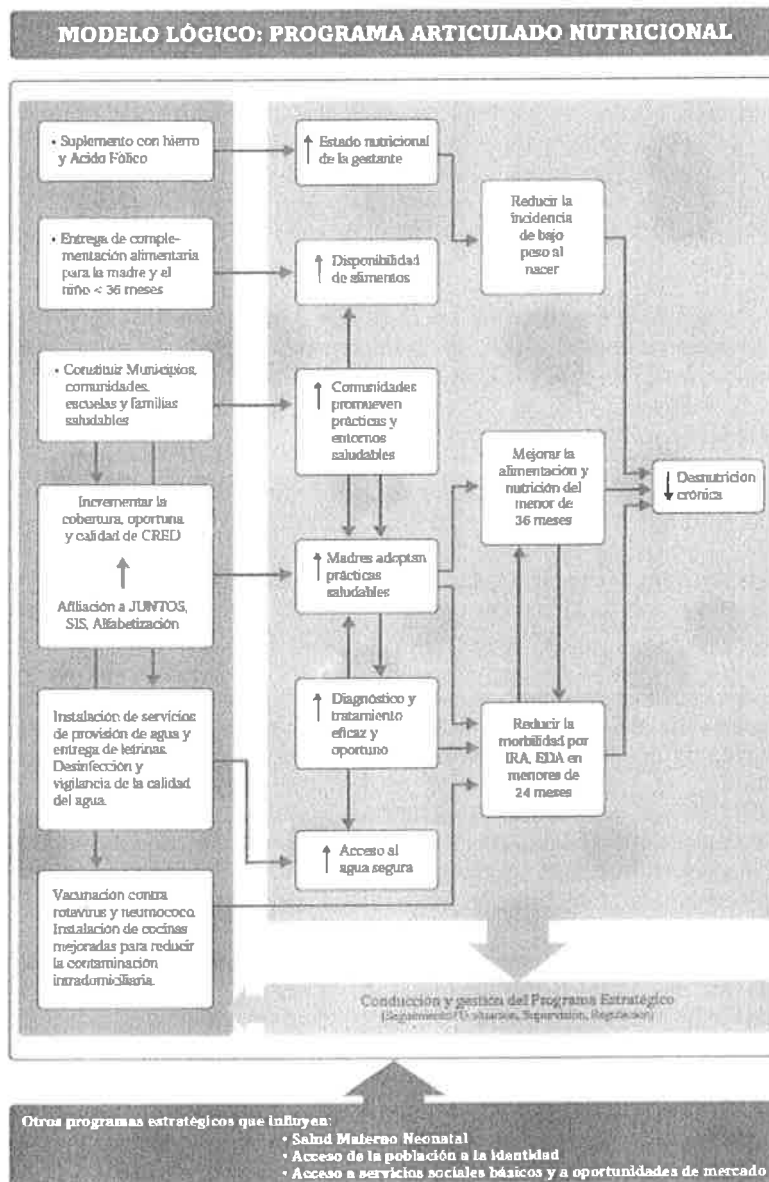 MODELO LÓGICO: PROGRAMA ARTICULADO NUTRICIONAL
• Suplemento con hierro
y Acido Fólico
• Entrega de comple-
mentación alimentaria
para la madre y el
niño < 36 meses
• Constituir Municipios,
comunidades,
escuelas y familias
saludables
Incrementar la
cobertura, oportuna
y calidad de CRED
Afiliación a JUNTOS,
SIS, Alfabetización
Instalación de servicios
de provisión de agua y
entrega de letrinas.
Desinfección y
vigilancia de la calidad
del agua.
Vacunación contra
rotavirus y neumococo.
Instalación de cocinas
mejoradas para reducir
la contaminación
intradomiciliaria.
Estado nutricional
de la gestante
Disponibilidad
de alimentos
Comunidades
promueven
prácticas y
entornos saludables
Madres adoptan
prácticas
saludables
Diagnóstico y
tratamiento
eficaz y
oportuno
Acceso al
agua segura
Reducir la
incidencia
de bajo
peso al
nacer
Mejorar la
alimentación y
nutrición del
menor de
36 meses
Reducir la
morbilidad por
IRA, EDA en
menores de
24 meses
Desnutrición
crónica
Conducción y gestión del Programa Estratégico
(Seguimiento, Evaluación, Supervisión, Regulación)
Otros programas estratégicos que influyen:
• Salud Materno Neonatal
• Acceso de la población a la identidad
• Acceso a servicios sociales básicos y a oportunidades de mercado